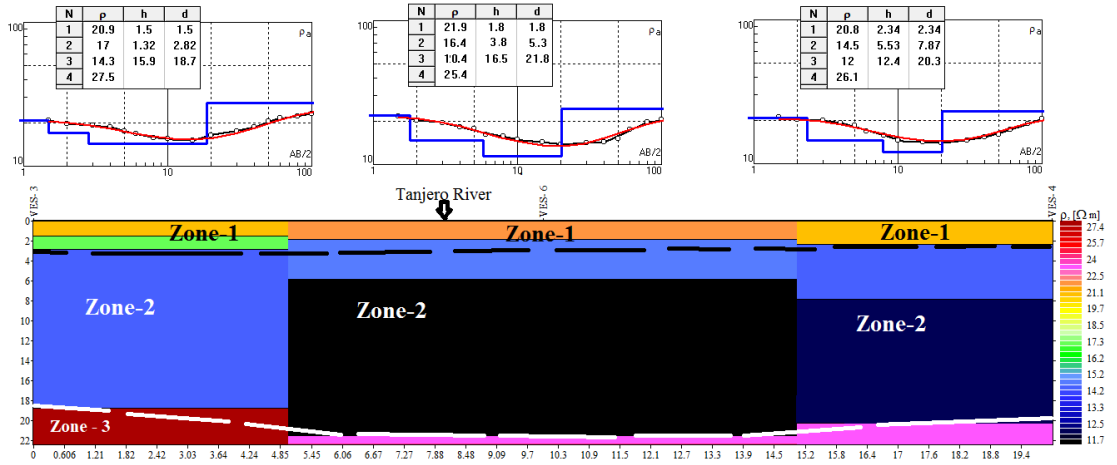 N ρ h d
1 20.9 1.5 1.5
2 17 1.32 2.82
3 14.3 15.9 18.7
4 27.5
100
ρa
10
AB/2
1 10 100
N ρ h d
1 21.9 1.8 1.8
2 16.4 3.8 5.3
3 10.4 16.5 21.8
4 25.4
100
ρa
10
AB/2
1 10 100
N ρ h d
1 20.8 2.34 2.34
2 14.5 5.53 7.87
3 12 12.4 20.3
4 26.1
100
ρa
10
AB/2
1 10 100
VES-3
Tanjero River
VES-6
VES-4
ρ, [Ω m]
0
2
4
6
8
10
12
14
16
18
20
22
Zone-1
Zone-1
Zone-1
Zone-2
Zone-2
Zone-2
Zone - 3
0 0.606 1.21 1.82 2.42 3.03 3.64 4.24 4.85 5.45 6.06 6.67 7.27 7.88 8.48 9.09 9.7 10.3 10.9 11.5 12.1 12.7 13.3 13.9 14.5 15.2 15.8 16.4 17 17.6 18.2 18.8 19.4
27.4
25.7
24
22.5
21.1
19.7
18.5
17.3
16.2
15.2
14.2
13.3
12.5
11.7